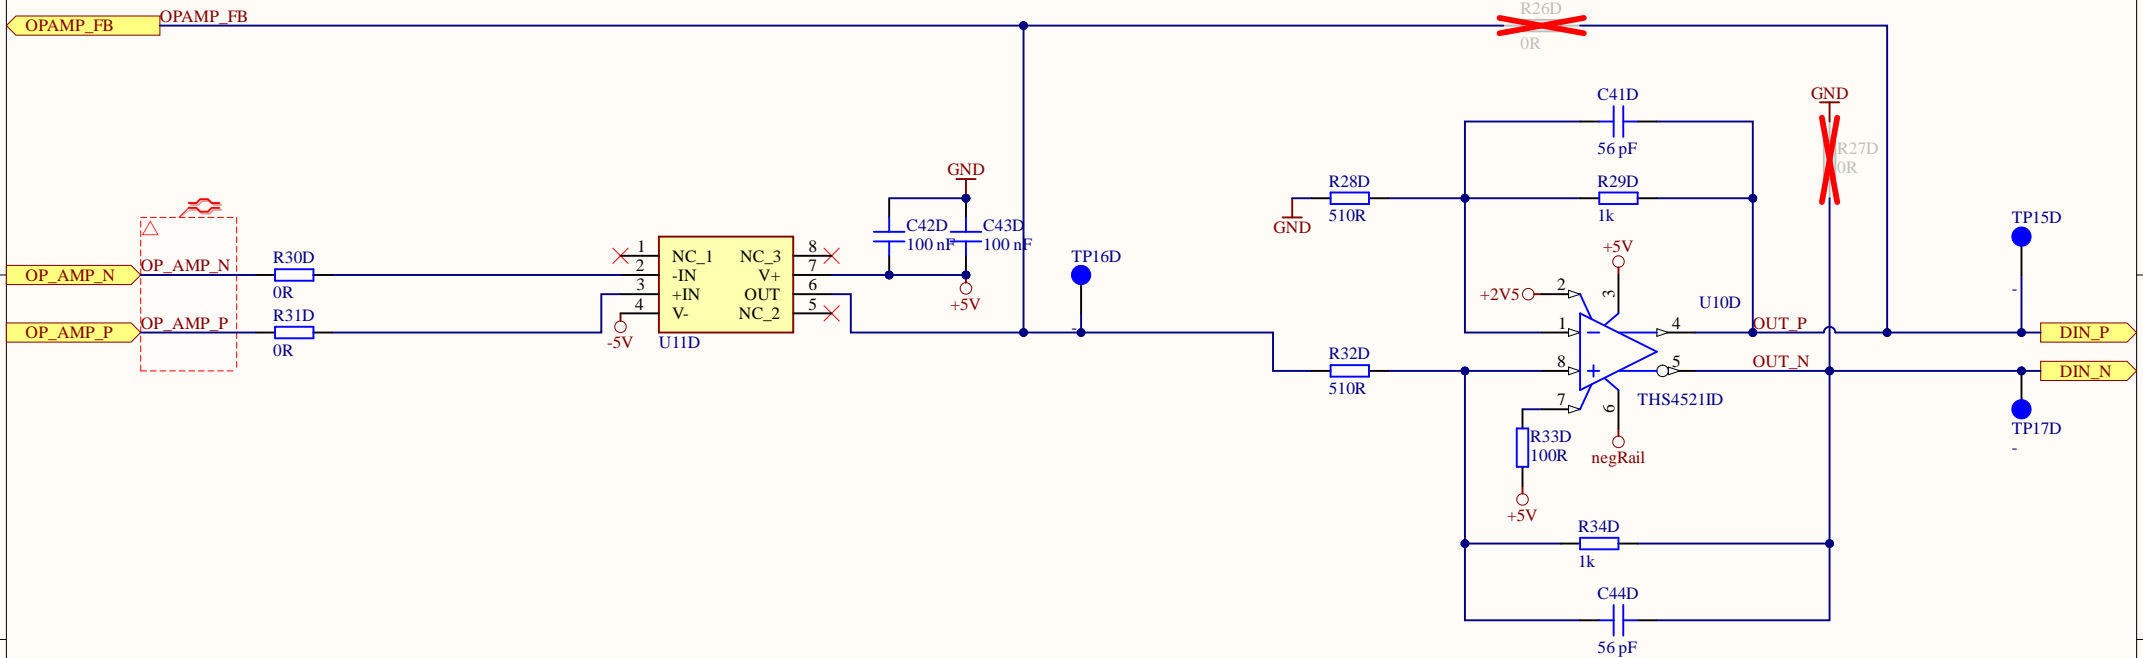 OPAMP_FB
OPAMP_FB
R26D
0R
C41D
56 pF
GND
R27D
0R
GND
R28D
510R
R29D
1k
GND
C42D
100 nF
C43D
100 nF
TP15D
-
OP_AMP_N
OP_AMP_N
R30D
0R
1
NC_1
NC_3
8
2
-IN
V+
7
3
+IN
OUT
6
4
V-
NC_2
5
-5V
U11D
+5V
TP16D
-
+5V
+2V5
2
3
U10D
OP_AMP_P
OP_AMP_P
R31D
0R
1
4
OUT_P
DIN_P
R32D
510R
8
5
OUT_N
DIN_N
7
6
THS4521ID
R33D
100R
negRail
+5V
TP17D
-
R34D
1k
C44D
56 pF